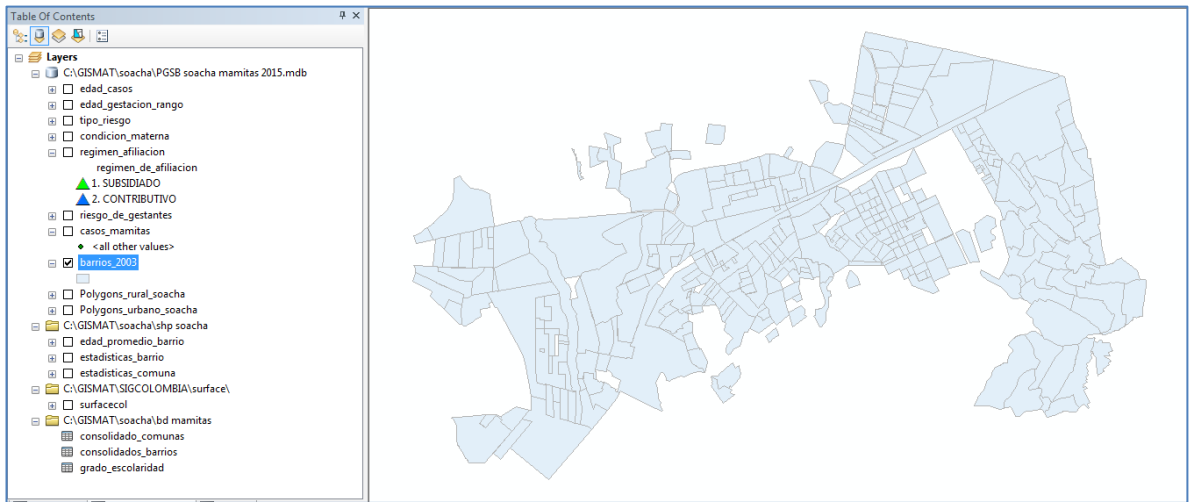 Table Of Contents
Layers
C:\GISMAT\soacha\PGSB soacha mamitas 2015.mdb
edad_casos
edad_gestacion_rango
tipo_riesgo
condicion_materna
regimen_afiliacion
regimen_de_afiliacion
1. SUBSIDIADO
2. CONTRIBUTIVO
riesgo_de_gestantes
casos_mamitas
<all other values>
barrios_2003
Polygons_rural_soacha
Polygons_urbano_soacha
C:\GISMAT\soacha\shp soacha
edad_promedio_barrio
estadisticas_barrio
estadisticas_comuna
C:\GISMAT\SIGCOLOMBIA\surface\
surfacecol
C:\GISMAT\soacha\bd mamitas
consolidado_comunas
consolidados_barrios
grado_escolaridad